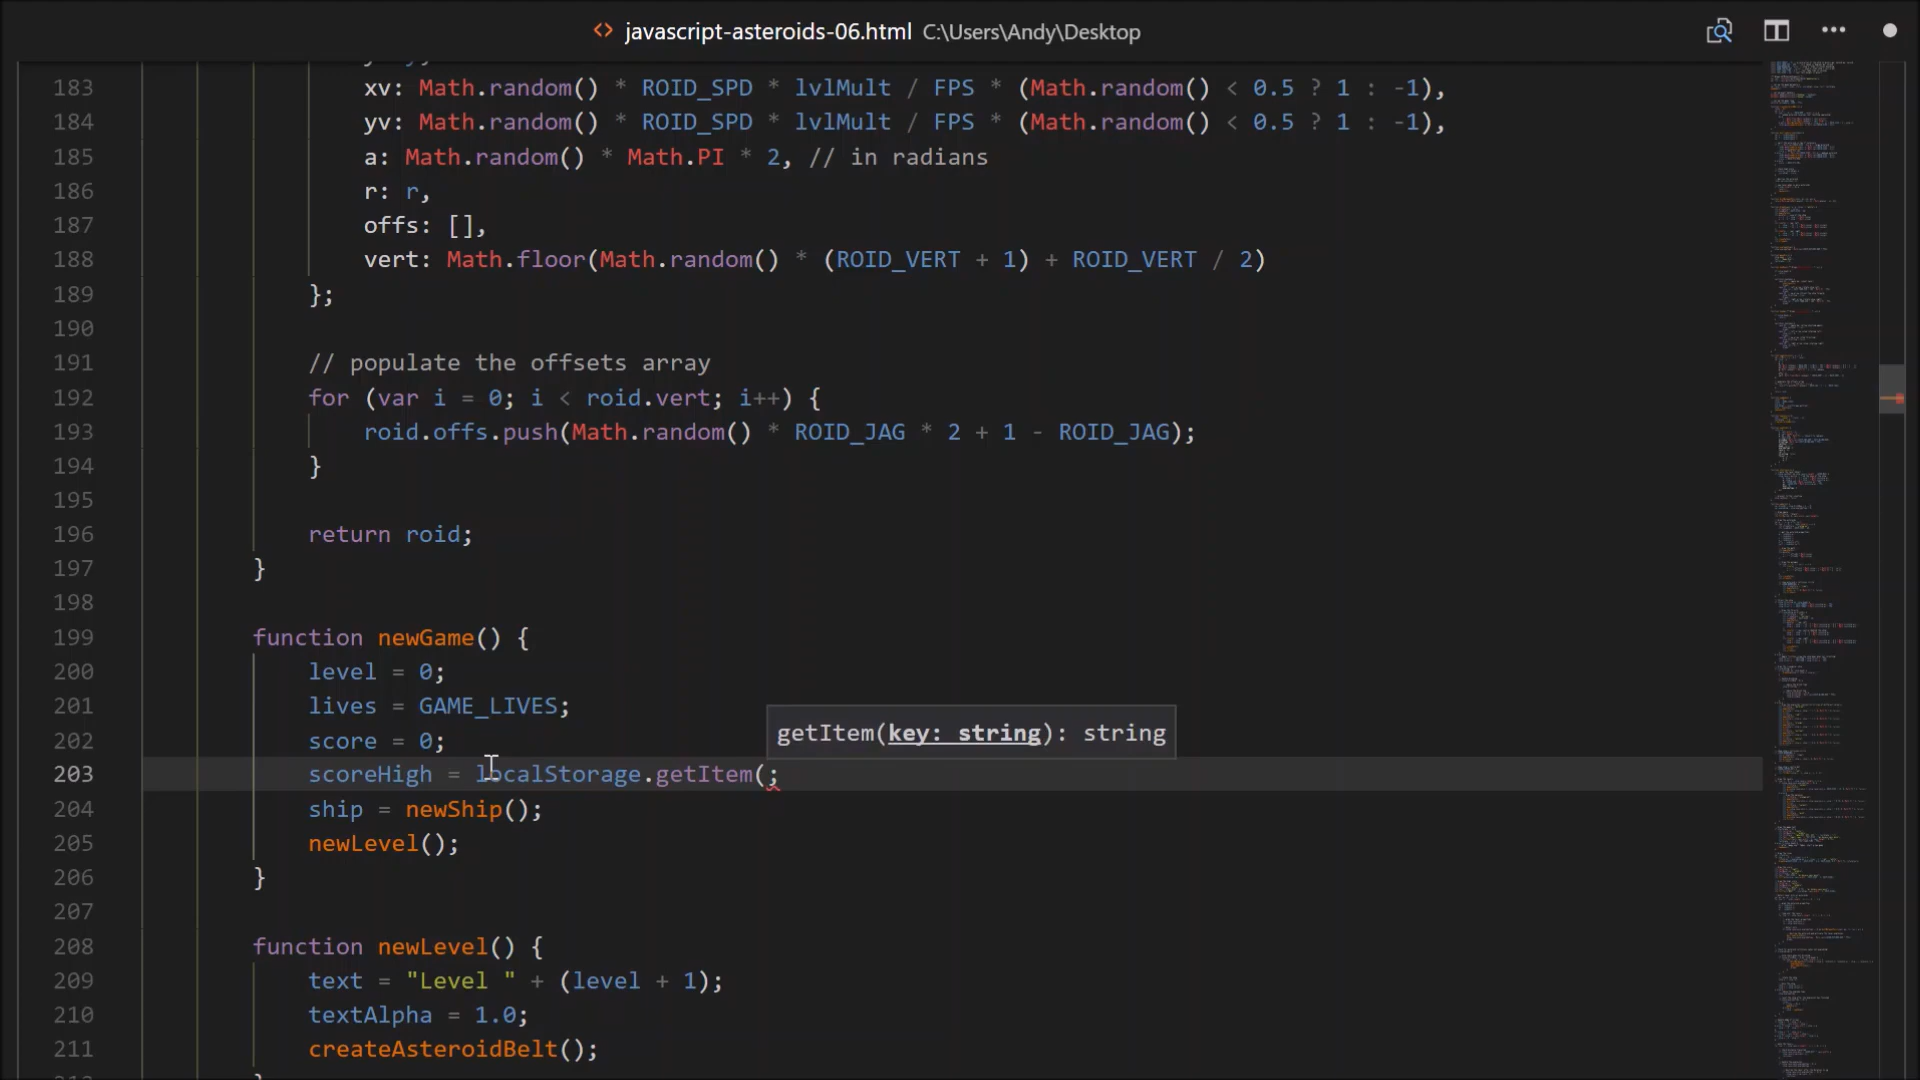 javascript-asteroids-06.html C:\Users\Andy\Desktop
183 xv: Math.random() * ROID_SPD * lvlMult / FPS * (Math.random() < 0.5 ? 1 : -1),
184 yv: Math.random() * ROID_SPD * lvlMult / FPS * (Math.random() < 0.5 ? 1 : -1),
185 a: Math.random() * Math.PI * 2, // in radians
186 r: r,
187 offs: [],
188 vert: Math.floor(Math.random() * (ROID_VERT + 1) + ROID_VERT / 2)
189 };
190
191 // populate the offsets array
192 for (var i = 0; i < roid.vert; i++) {
193 roid.offs.push(Math.random() * ROID_JAG * 2 + 1 - ROID_JAG);
194 }
195
196 return roid;
197 }
198
199 function newGame() {
200 level = 0;
201 lives = GAME_LIVES;
202 score = 0;
getItem(key: string): string
203 scoreHigh = localStorage.getItem(;
204 ship = newShip();
205 newLevel();
206 }
207
208 function newLevel() {
209 text = "Level " + (level + 1);
210 textAlpha = 1.0;
211 createAsteroidBelt();